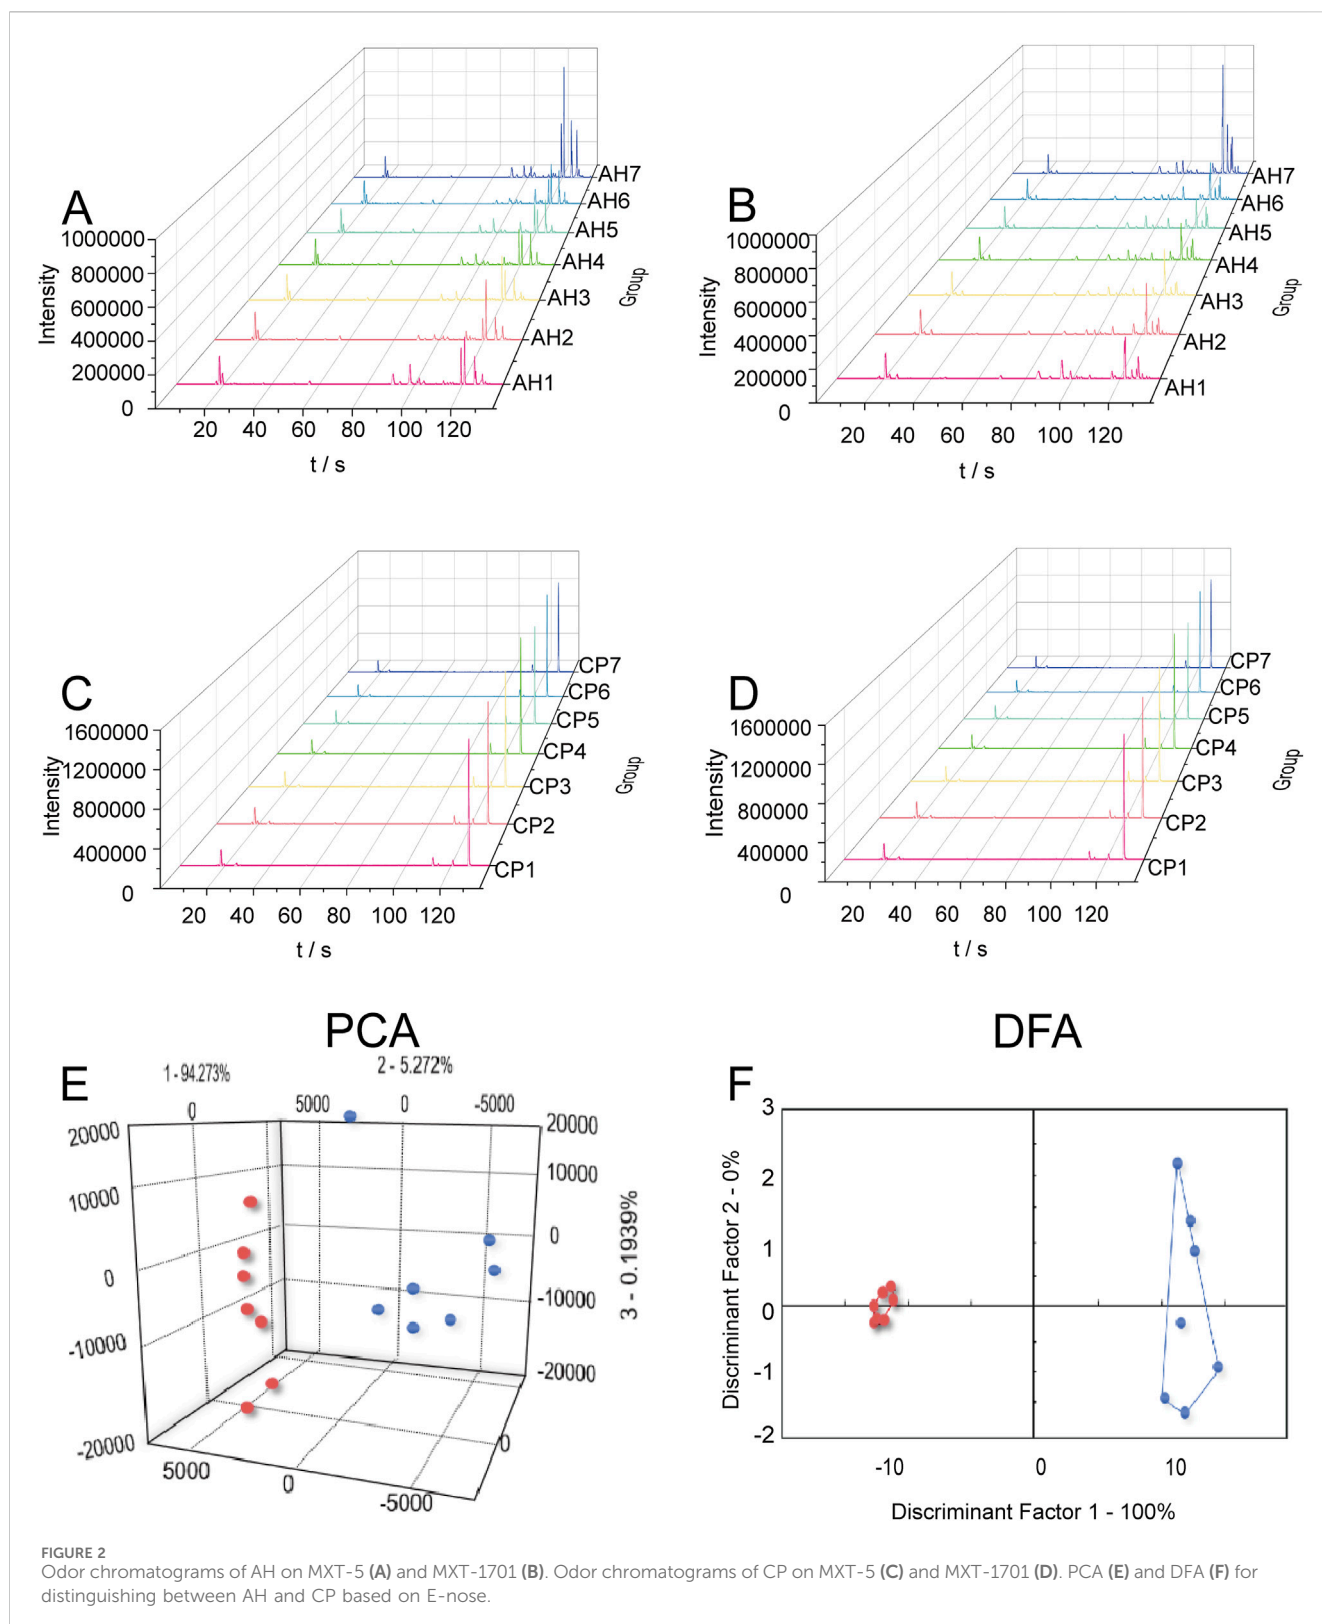 A
1000000
800000
600000
400000
200000
0
Intensity
20 40 60 80 100 120
t / s
AH7
AH6
AH5
AH4
AH3
AH2
AH1
Group
B
1000000
800000
600000
400000
200000
0
Intensity
20 40 60 80 100 120
t / s
AH7
AH6
AH5
AH4
AH3
AH2
AH1
Group
C
1600000
1200000
800000
400000
0
Intensity
20 40 60 80 100 120
t / s
CP7
CP6
CP5
CP4
CP3
CP2
CP1
Group
D
1600000
1200000
800000
400000
0
Intensity
20 40 60 80 100 120
t / s
CP7
CP6
CP5
CP4
CP3
CP2
CP1
Group
PCA
E
1 - 94.273%
2 - 5.272%
0
5000 0 -5000
20000
10000
0
-10000
-20000
20000
10000
0
-10000
-20000
3 - 0.1939%
0
5000 0 -5000
DFA
F
3
2
1
0
-1
-2
Discriminant Factor 2 - 0%
-10 0 10
Discriminant Factor 1 - 100%
FIGURE 2
Odor chromatograms of AH on MXT-5 (A) and MXT-1701 (B). Odor chromatograms of CP on MXT-5 (C) and MXT-1701 (D). PCA (E) and DFA (F) for
distinguishing between AH and CP based on E-nose.